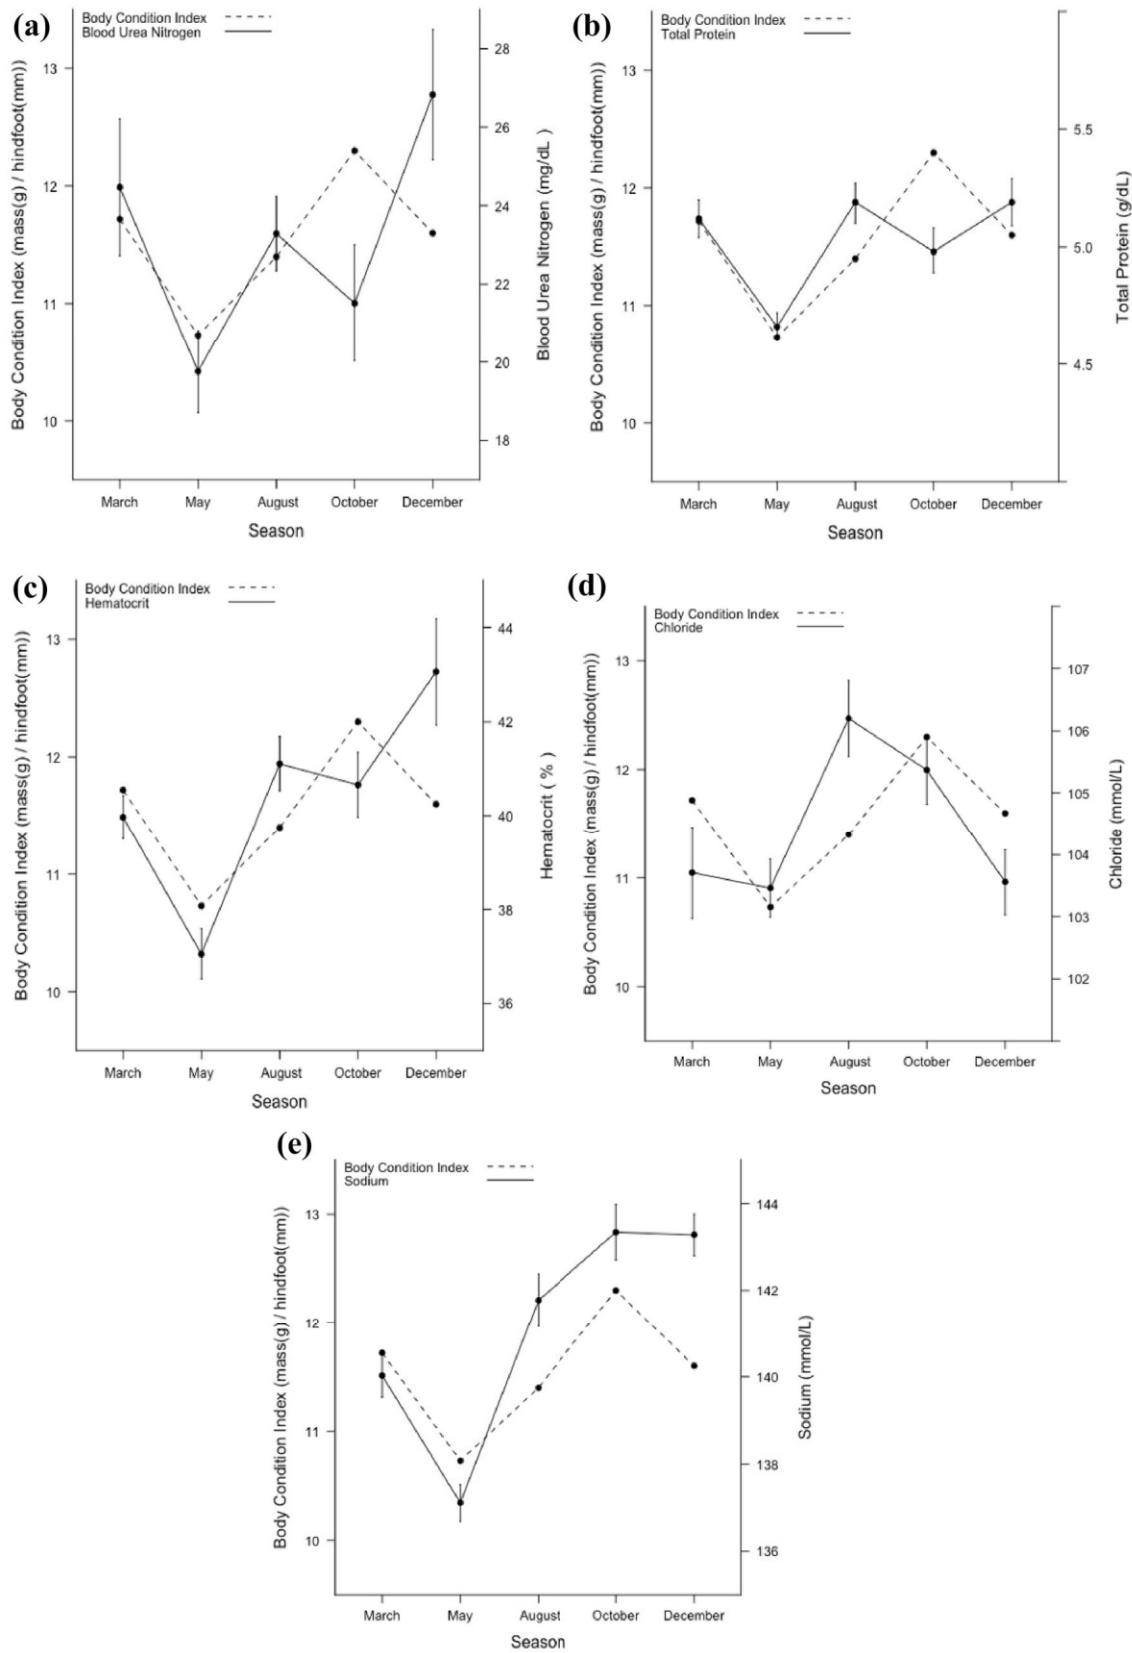 (a)
Body Condition Index
Blood Urea Nitrogen
Body Condition Index (mass(g) / hindfoot(mm))
13
12
11
10
28
26
24
22
20
18
Blood Urea Nitrogen (mg/dL )
March May August October December
Season
(b)
Body Condition Index
Total Protein
Body Condition Index (mass(g) / hindfoot(mm))
13
12
11
10
5.5
5.0
4.5
Total Protein (g/dL)
March May August October December
Season
(c)
Body Condition Index
Hematocrit
Body Condition Index (mass(g) / hindfoot(mm))
13
12
11
10
44
42
40
38
36
Hematocrit ( % )
March May August October December
Season
(d)
Body Condition Index
Chloride
Body Condition Index (mass(g) / hindfoot(mm))
13
12
11
10
107
106
105
104
103
102
Chloride (mmol/L)
March May August October December
Season
(e)
Body Condition Index
Sodium
Body Condition Index (mass(g) / hindfoot(mm))
13
12
11
10
144
142
140
138
136
Sodium (mmol/L)
March May August October December
Season